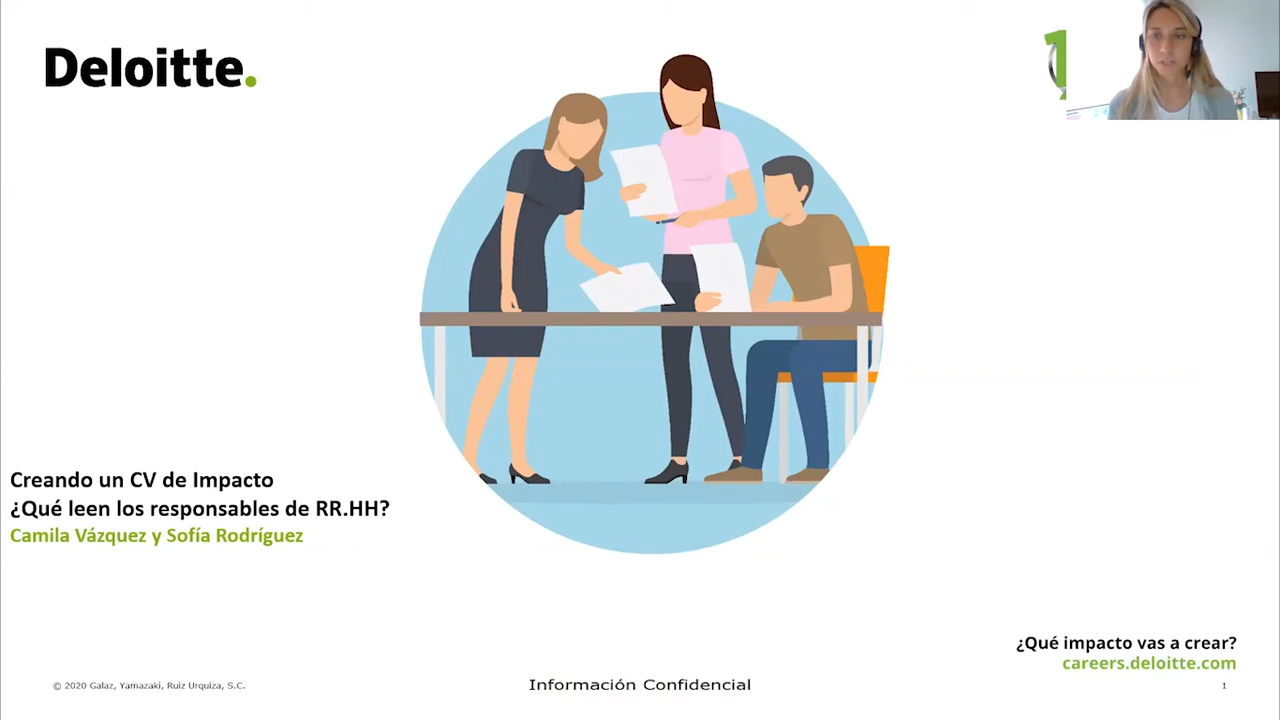 Deloitte.
Creando un CV de Impacto
¿Qué leen los responsables de RR.HH?
Camila Vázquez y Sofía Rodríguez
¿Qué impacto vas a crear?
careers.deloitte.com
© 2020 Galaz, Yamazaki, Ruiz Urquiza, S.C.
Información Confidencial
1